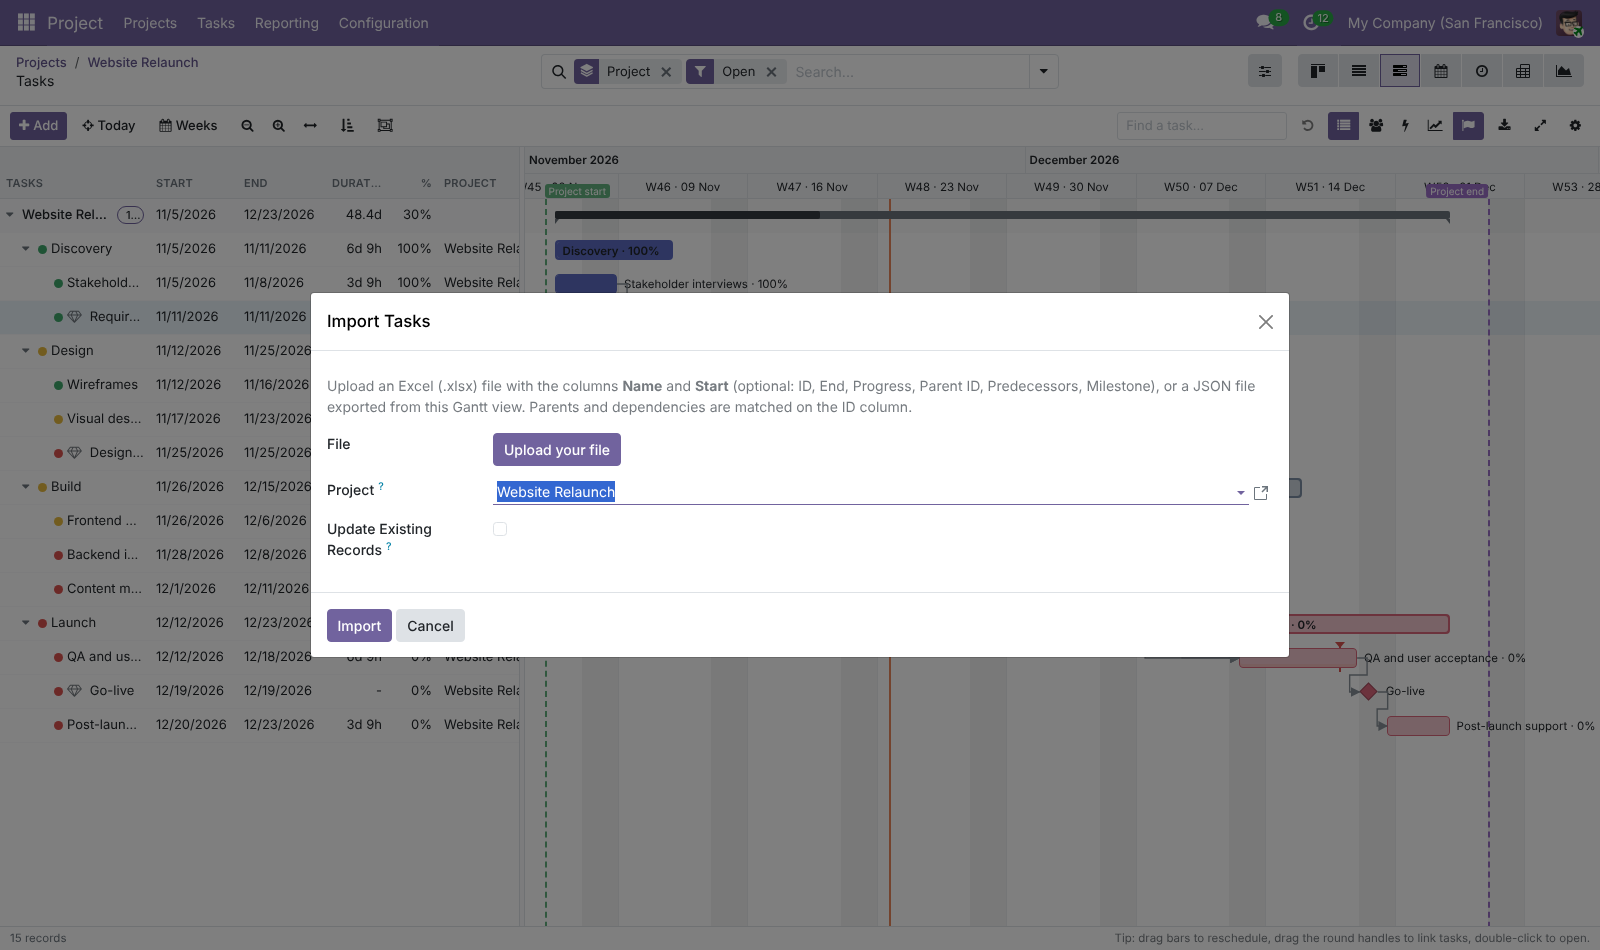 Project Projects Tasks Reporting Configuration 8 12 My Company (San Francisco)
Projects / Website Relaunch
Tasks
Project Open Search...
Add Today Weeks Find a task...
November 2026 December 2026
TASKS START END DURAT... % PROJECT
/45 W46 · 09 Nov W47 · 16 Nov W48 · 23 Nov W49 · 30 Nov W50 · 07 Dec W51 · 14 Dec W53 · 28
Project start Project end
Website Rel... 1... 11/5/2026 12/23/2026 48.4d 30%
Discovery 11/5/2026 11/11/2026 6d 9h 100% Website Rela
Discovery · 100%
Stakehold... 11/5/2026 11/8/2026 3d 9h 100% Website Rela
Stakeholder interviews · 100%
Requir... 11/11/2026 11/11/2026
Design 11/12/2026 11/25/2026
Wireframes 11/12/2026 11/16/2026
Visual des... 11/17/2026 11/23/2026
Design... 11/25/2026 11/25/2026
Build 11/26/2026 12/15/2026
Frontend ... 11/26/2026 12/6/2026
Backend i... 11/28/2026 12/8/2026
Content m... 12/1/2026 12/11/2026
Launch 12/12/2026 12/23/2026
· 0%
QA and us... 12/12/2026 12/18/2026 6d 9h 0% Website Rela
QA and user acceptance · 0%
Go-live 12/19/2026 12/19/2026 - 0% Website Rela
Go-live
Post-laun... 12/20/2026 12/23/2026 3d 9h 0% Website Rela
Post-launch support · 0%
Import Tasks
Upload an Excel (.xlsx) file with the columns Name and Start (optional: ID, End, Progress, Parent ID, Predecessors, Milestone), or a JSON file
exported from this Gantt view. Parents and dependencies are matched on the ID column.
File Upload your file
Project ? Website Relaunch
Update Existing
Records ?
Import Cancel
15 records
Tip: drag bars to reschedule, drag the round handles to link tasks, double-click to open.